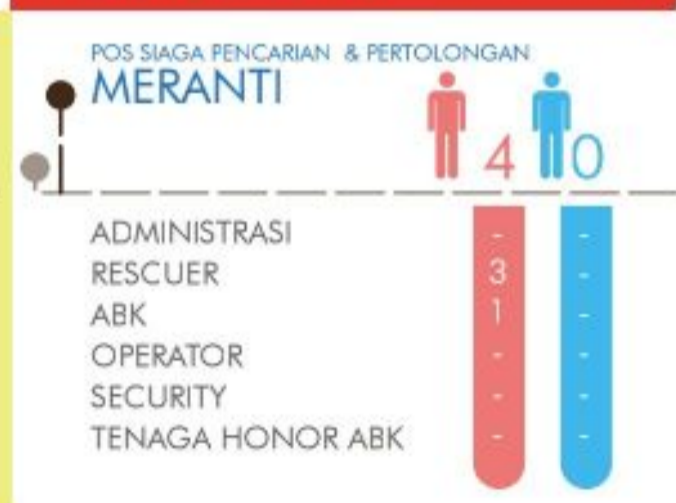 POS SIAGA PENCARIAN & PERTOLONGAN
MERANTI
4 0
ADMINISTRASI - -
RESCUER 3 -
ABK 1 -
OPERATOR - -
SECURITY - -
TENAGA HONOR ABK - -